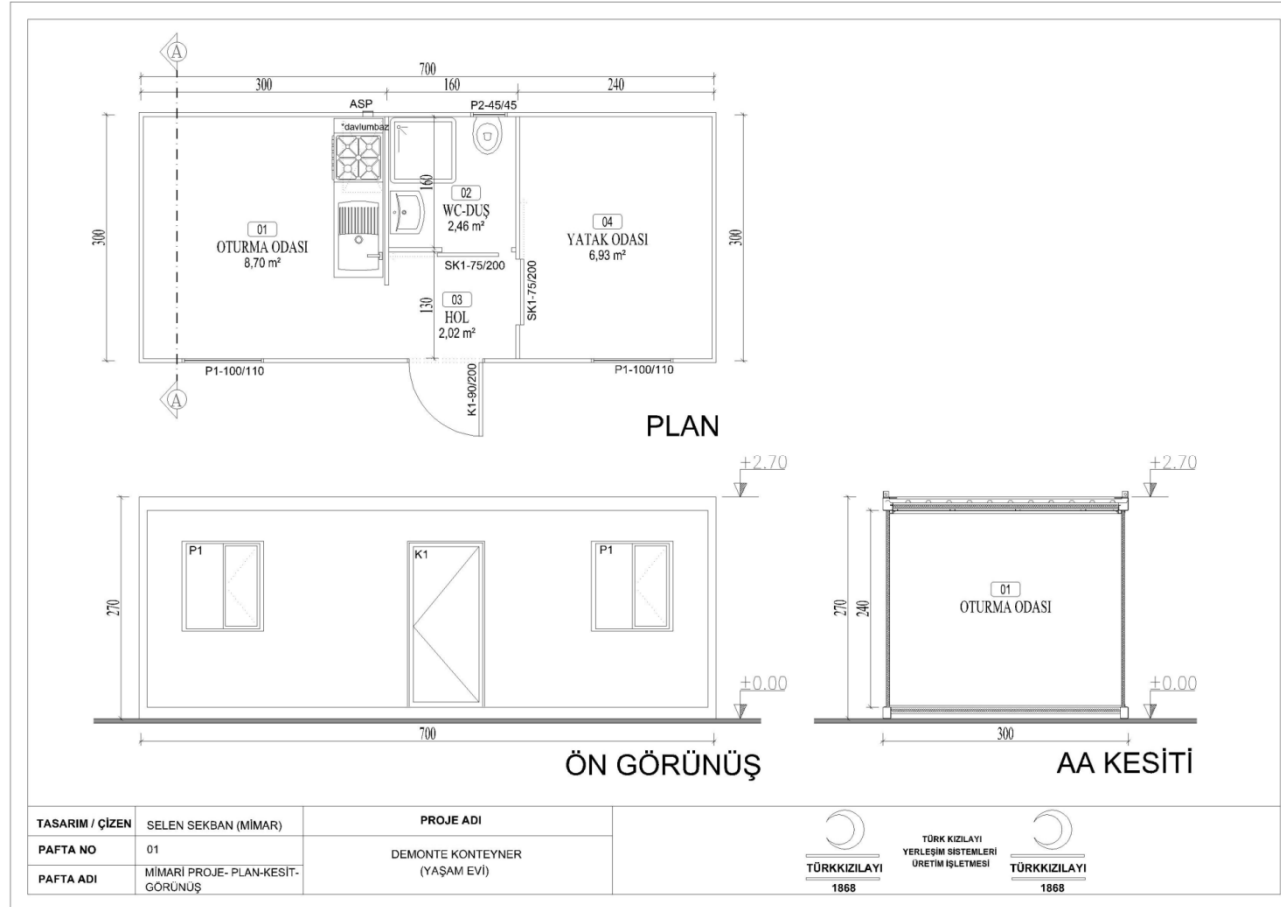 A
700
300
160
240
ASP
P2-45/45
*davlumbaz
300
160
02
WC-DUŞ
2,46 m²
01
OTURMA ODASI
8,70 m²
04
YATAK ODASI
6,93 m²
300
SK1-75/200
SK1-75/200
130
03
HOL
2,02 m²
P1-100/110
P1-100/110
K1-90/200
A
PLAN
+2.70
+2.70
P1
K1
P1
270
270
240
01
OTURMA ODASI
±0.00
±0.00
700
300
ÖN GÖRÜNÜŞ
AA KESİTİ
TASARIM / ÇİZEN
SELEN SEKBAN (MİMAR)
PROJE ADI
PAFTA NO
01
DEMONTE KONTEYNER
(YAŞAM EVİ)
PAFTA ADI
MİMARİ PROJE- PLAN-KESİT-
GÖRÜNÜŞ
TÜRKKIZILAYI
1868
TÜRK KIZILAYI
YERLEŞİM SİSTEMLERİ
ÜRETİM İŞLETMESİ
TÜRKKIZILAYI
1868